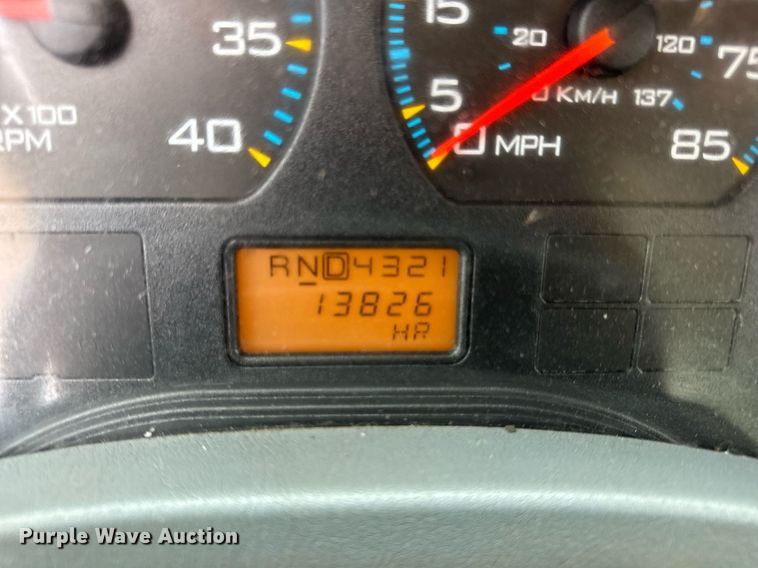 35
40
X100
RPM
15
5
0 MPH
20
120
0 KM/H 137
75
85
RND4321
13826
HR
Purple Wave Auction